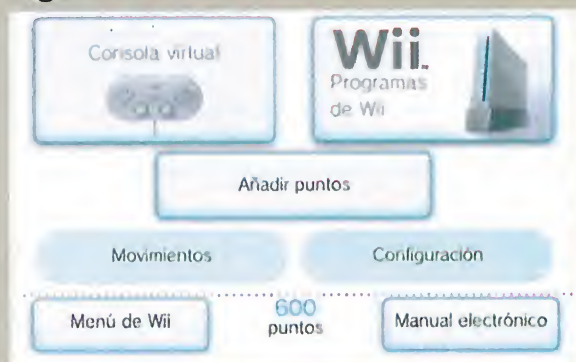 Consola virtual
Wii.
Programas
de Wii
Añadir puntos
Movimientos
Configuración
Menú de Wii
600
puntos
Manual electrónico